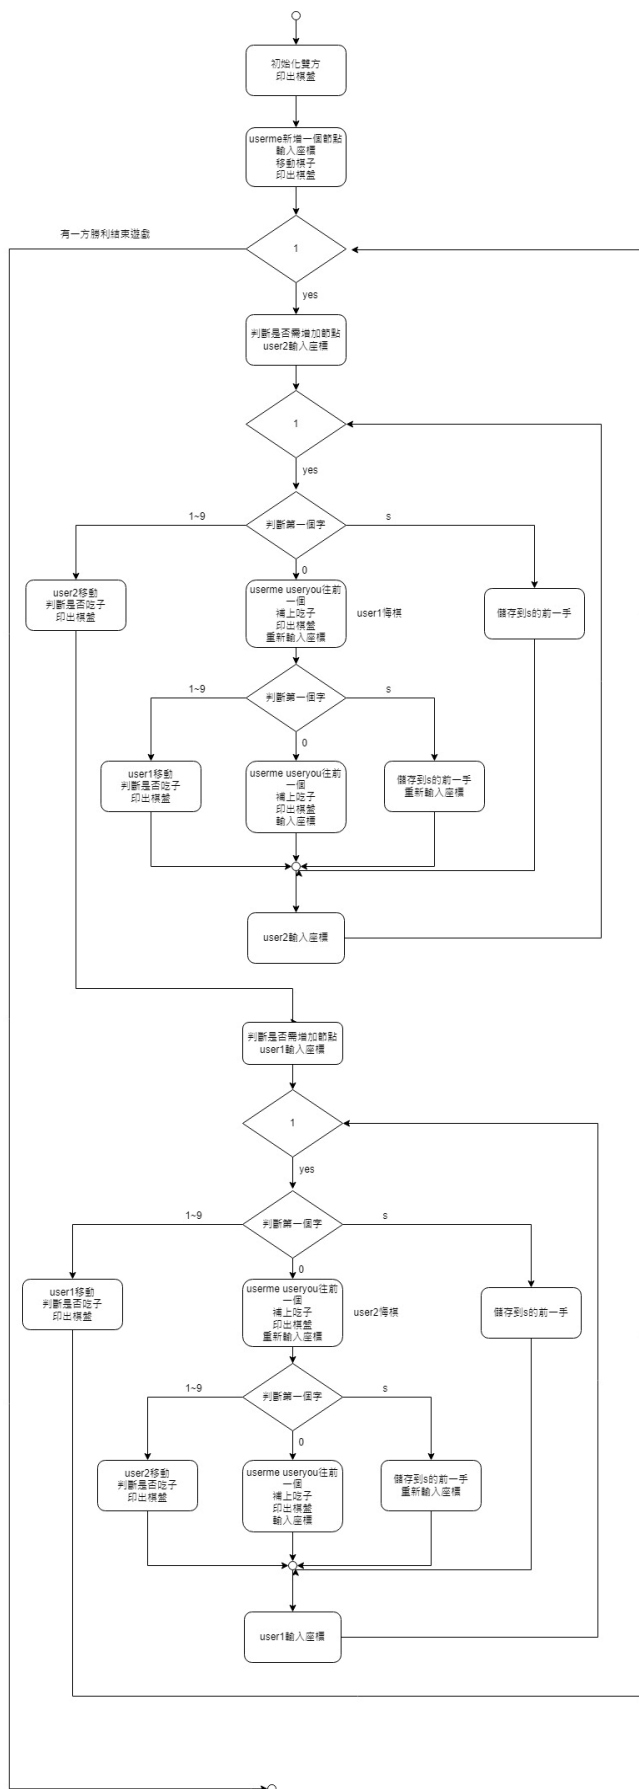 初始化雙方
印出棋盤
userme新增一個節點
輸入座標
移動棋子
印出棋盤
有一方勝利結束遊戲
1
yes
判斷是否需增加節點
user2輸入座標
1
yes
1~9
判斷第一個字
s
0
user2移動
判斷是否吃子
印出棋盤
userme useryou往前
一個
補上吃子
印出棋盤
重新輸入座標
user1悔棋
儲存到s的前一手
1~9
判斷第一個字
s
0
user1移動
判斷是否吃子
印出棋盤
userme useryou往前
一個
補上吃子
印出棋盤
輸入座標
儲存到s的前一手
重新輸入座標
user2輸入座標
判斷是否需增加節點
user1輸入座標
1
yes
1~9
判斷第一個字
s
0
user1移動
判斷是否吃子
印出棋盤
userme useryou往前
一個
補上吃子
印出棋盤
重新輸入座標
user2悔棋
儲存到s的前一手
1~9
判斷第一個字
s
0
user2移動
判斷是否吃子
印出棋盤
userme useryou往前
一個
補上吃子
印出棋盤
輸入座標
儲存到s的前一手
重新輸入座標
user1輸入座標